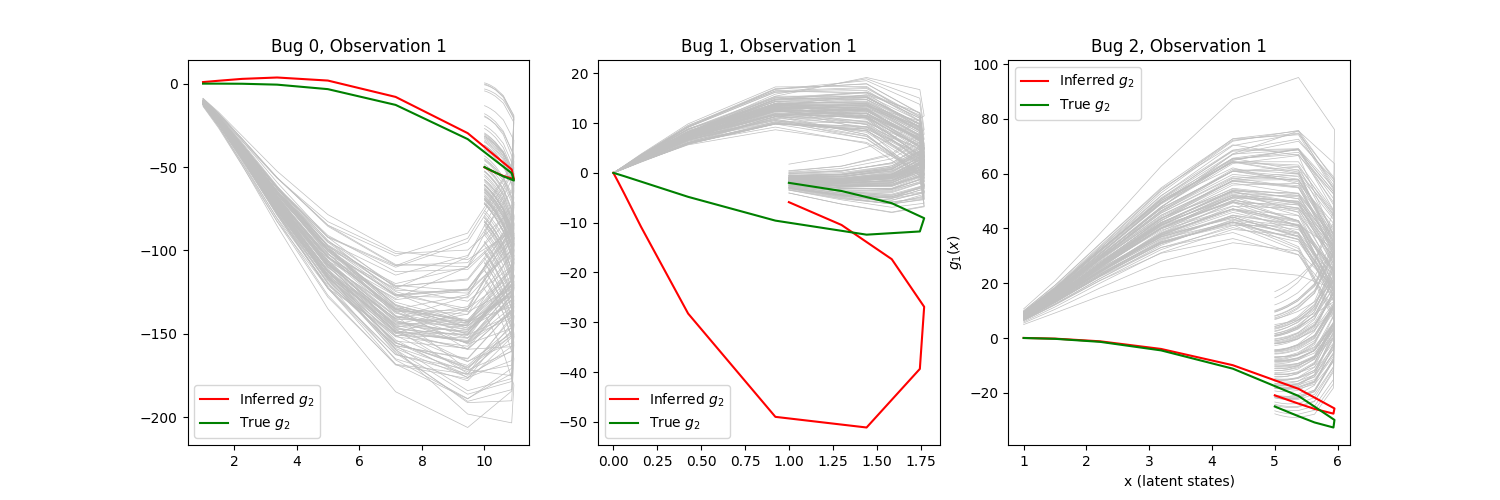 Bug 0, Observation 1
0
−50
−100
−150
−200
2 4 6 8 10
Inferred g₂
True g₂
Bug 1, Observation 1
20
10
0
−10
−20
−30
−40
−50
0.00 0.25 0.50 0.75 1.00 1.25 1.50 1.75
Inferred g₂
True g₂
Bug 2, Observation 1
100
80
60
40
20
0
−20
g₁(x)
1 2 3 4 5 6
x (latent states)
Inferred g₂
True g₂